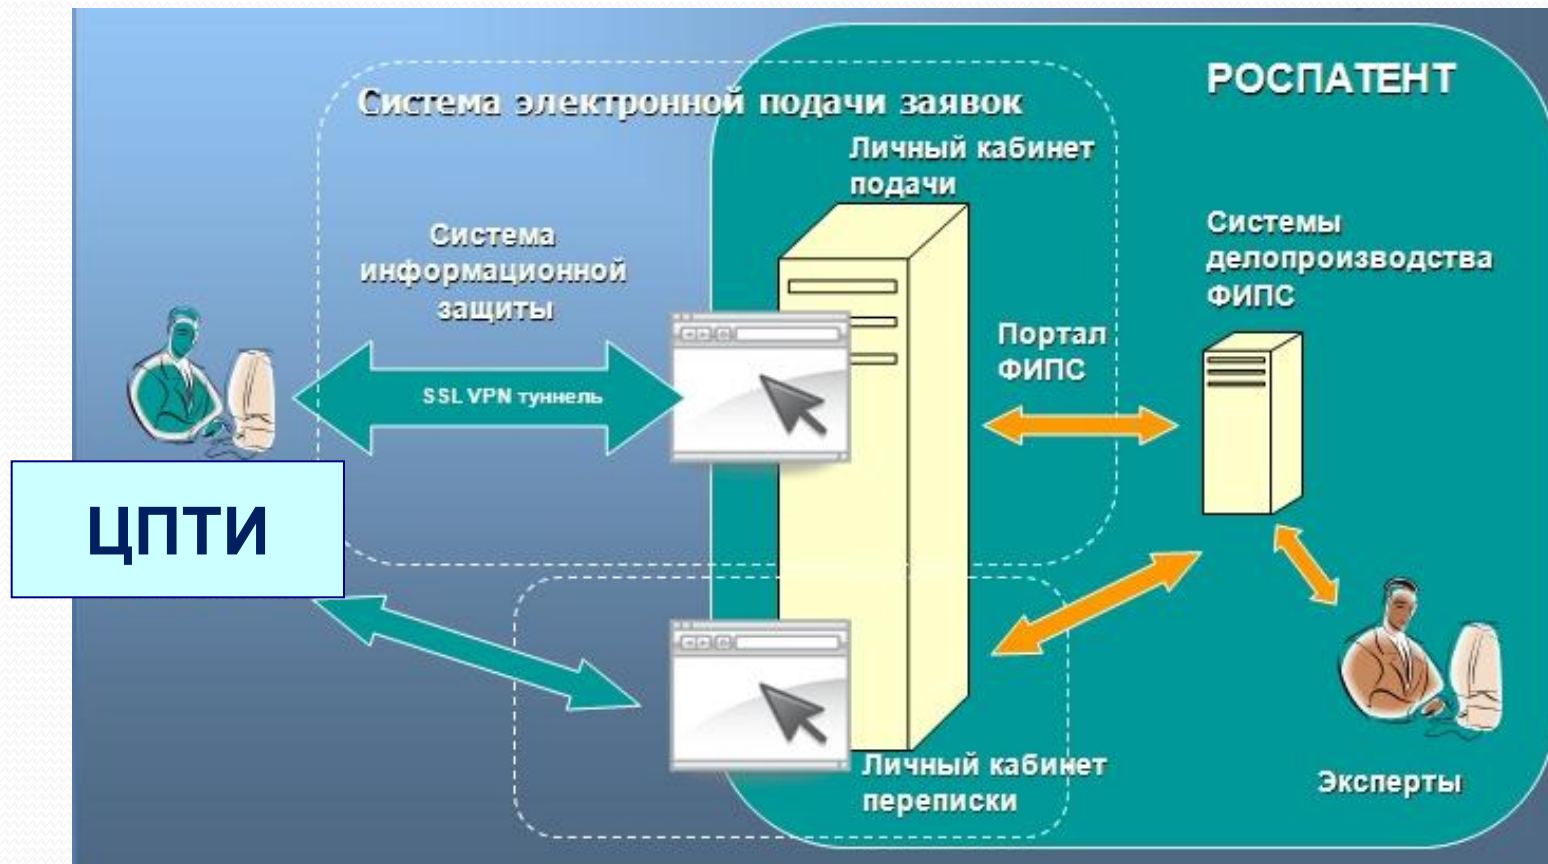 РОСПАТЕНТ
Система электронной подачи заявок
Личный кабинет
подачи
Система
информационной
защиты
Системы
делопроизводства
ФИПС
Портал
ФИПС
SSL VPN туннель
ЦПТИ
Личный кабинет
переписки
Эксперты